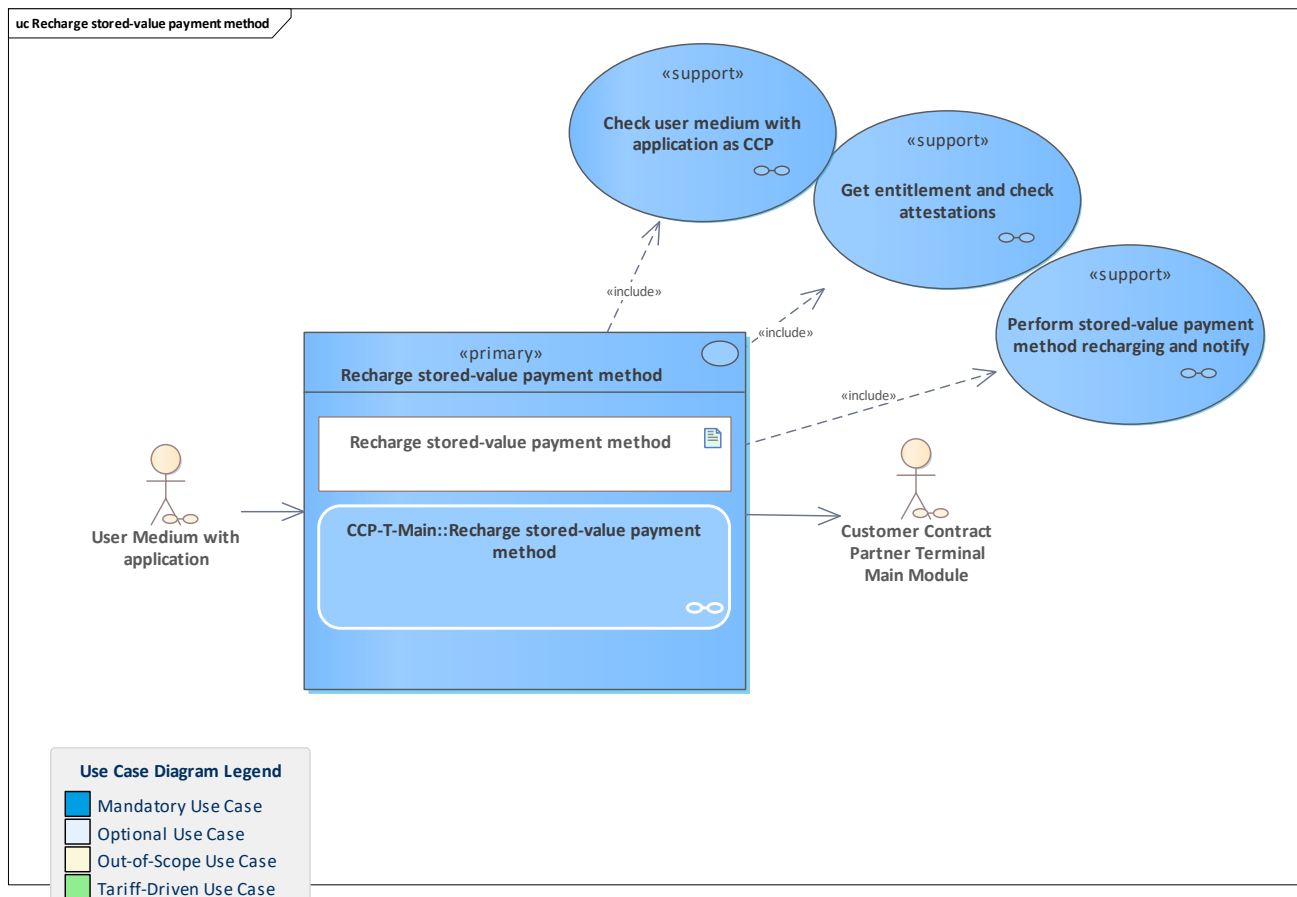 uc Recharge stored-value payment method
«support»
Check user medium with
application as CCP
«support»
Get entitlement and check
attestations
«support»
Perform stored-value payment
method recharging and notify
«include»
«include»
«include»
«primary»
Recharge stored-value payment method
Recharge stored-value payment method
CCP-T-Main::Recharge stored-value payment
method
User Medium with
application
Customer Contract
Partner Terminal
Main Module
Use Case Diagram Legend
Mandatory Use Case
Optional Use Case
Out-of-Scope Use Case
Tariff-Driven Use Case